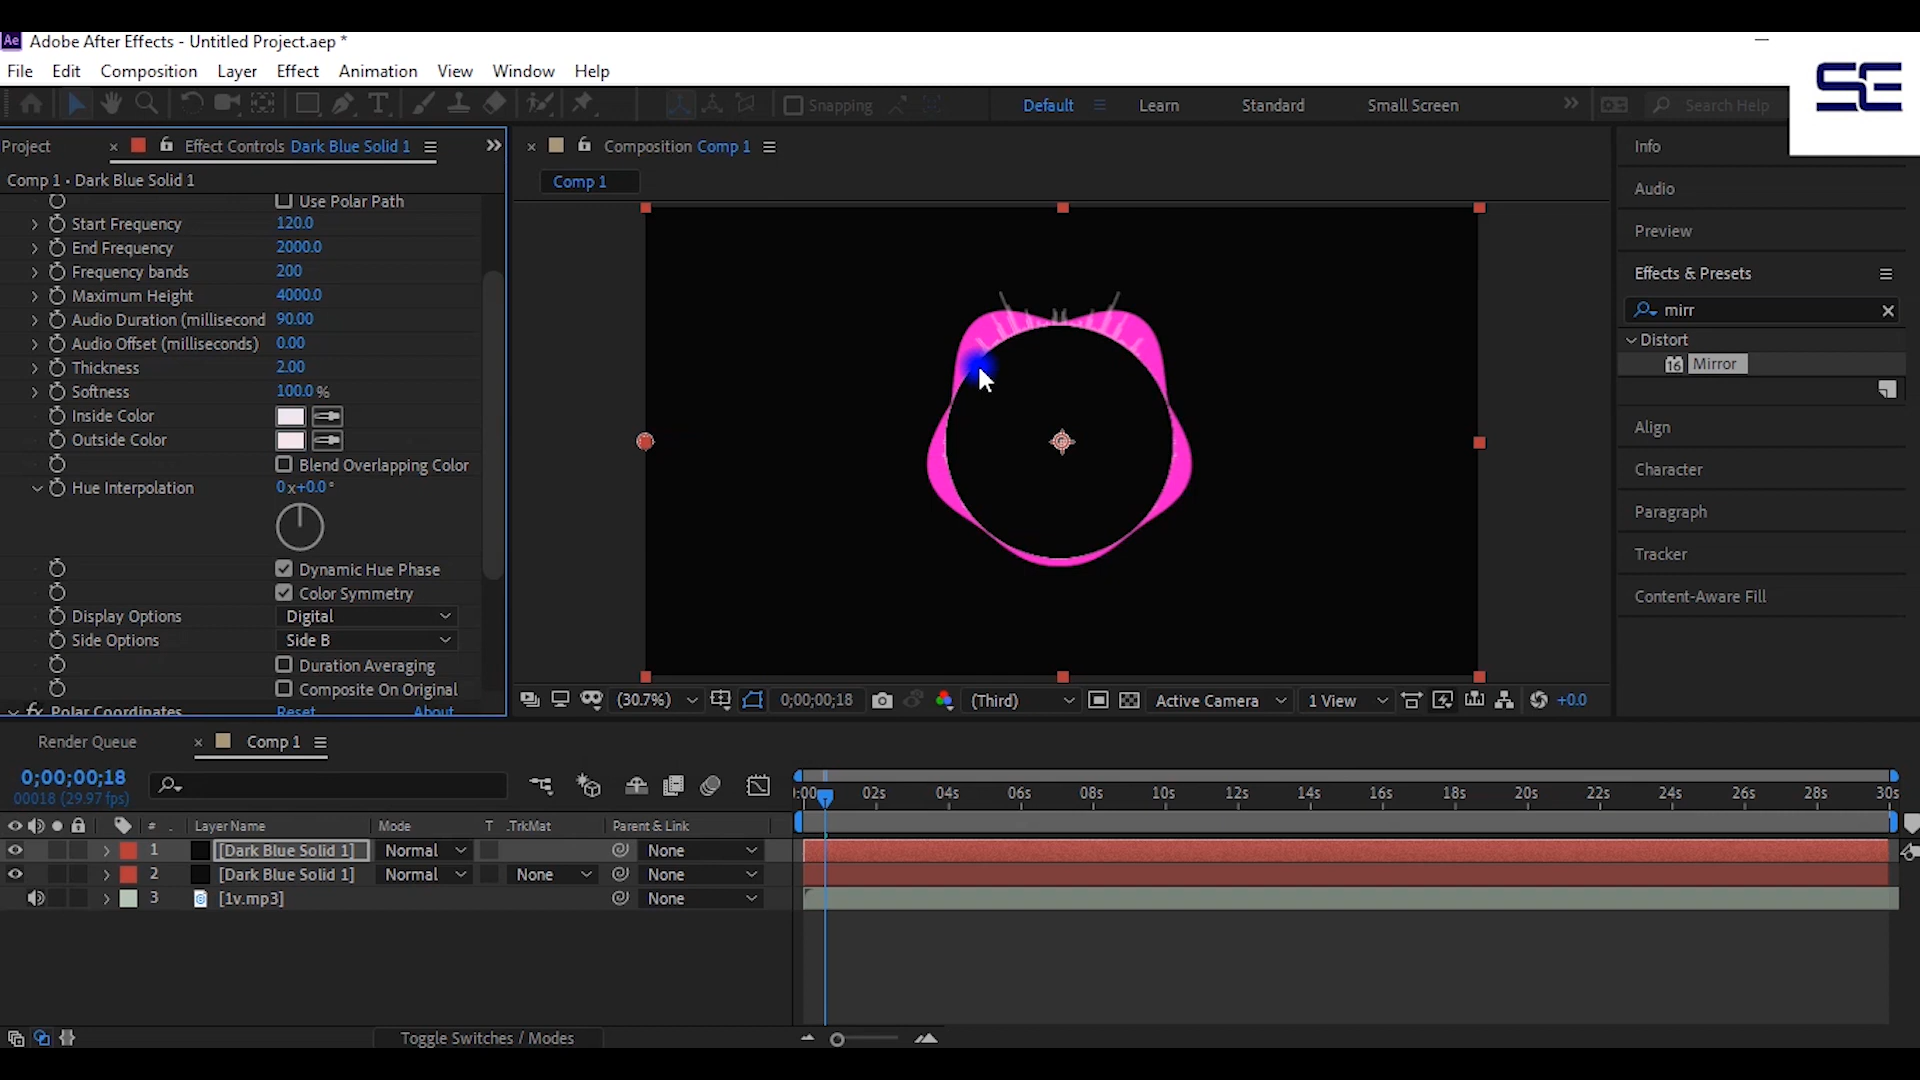 Ae Adobe After Effects - Untitled Project.aep *
File Edit Composition Layer Effect Animation View Window Help
SE
Snapping Default Learn Standard Small Screen Search Help
Project Effect Controls Dark Blue Solid 1
Comp 1 • Dark Blue Solid 1
Use Polar Path
Start Frequency 120.0
End Frequency 2000.0
Frequency bands 200
Maximum Height 4000.0
Audio Duration (millisecond 90.00
Audio Offset (milliseconds) 0.00
Thickness 2.00
Softness 100.0 %
Inside Color
Outside Color
Blend Overlapping Color
Hue Interpolation 0 x+0.0 °
Dynamic Hue Phase
Color Symmetry
Display Options Digital
Side Options Side B
Duration Averaging
Composite On Original
fx Polar Coordinates Reset About
Composition Comp 1
Comp 1
(30.7%) 0;00;00;18 (Third) Active Camera 1 View +0.0
Info
Audio
Preview
Effects & Presets
mirr
Distort
16 Mirror
Align
Character
Paragraph
Tracker
Content-Aware Fill
Render Queue Comp 1
0;00;00;18
00018 (29.97 fps)
:00 02s 04s 06s 08s 10s 12s 14s 16s 18s 20s 22s 24s 26s 28s 30s
# . Layer Name Mode T .TrkMat Parent & Link
1 [Dark Blue Solid 1] Normal None
2 [Dark Blue Solid 1] Normal None None
3 [1v.mp3] None
Toggle Switches / Modes